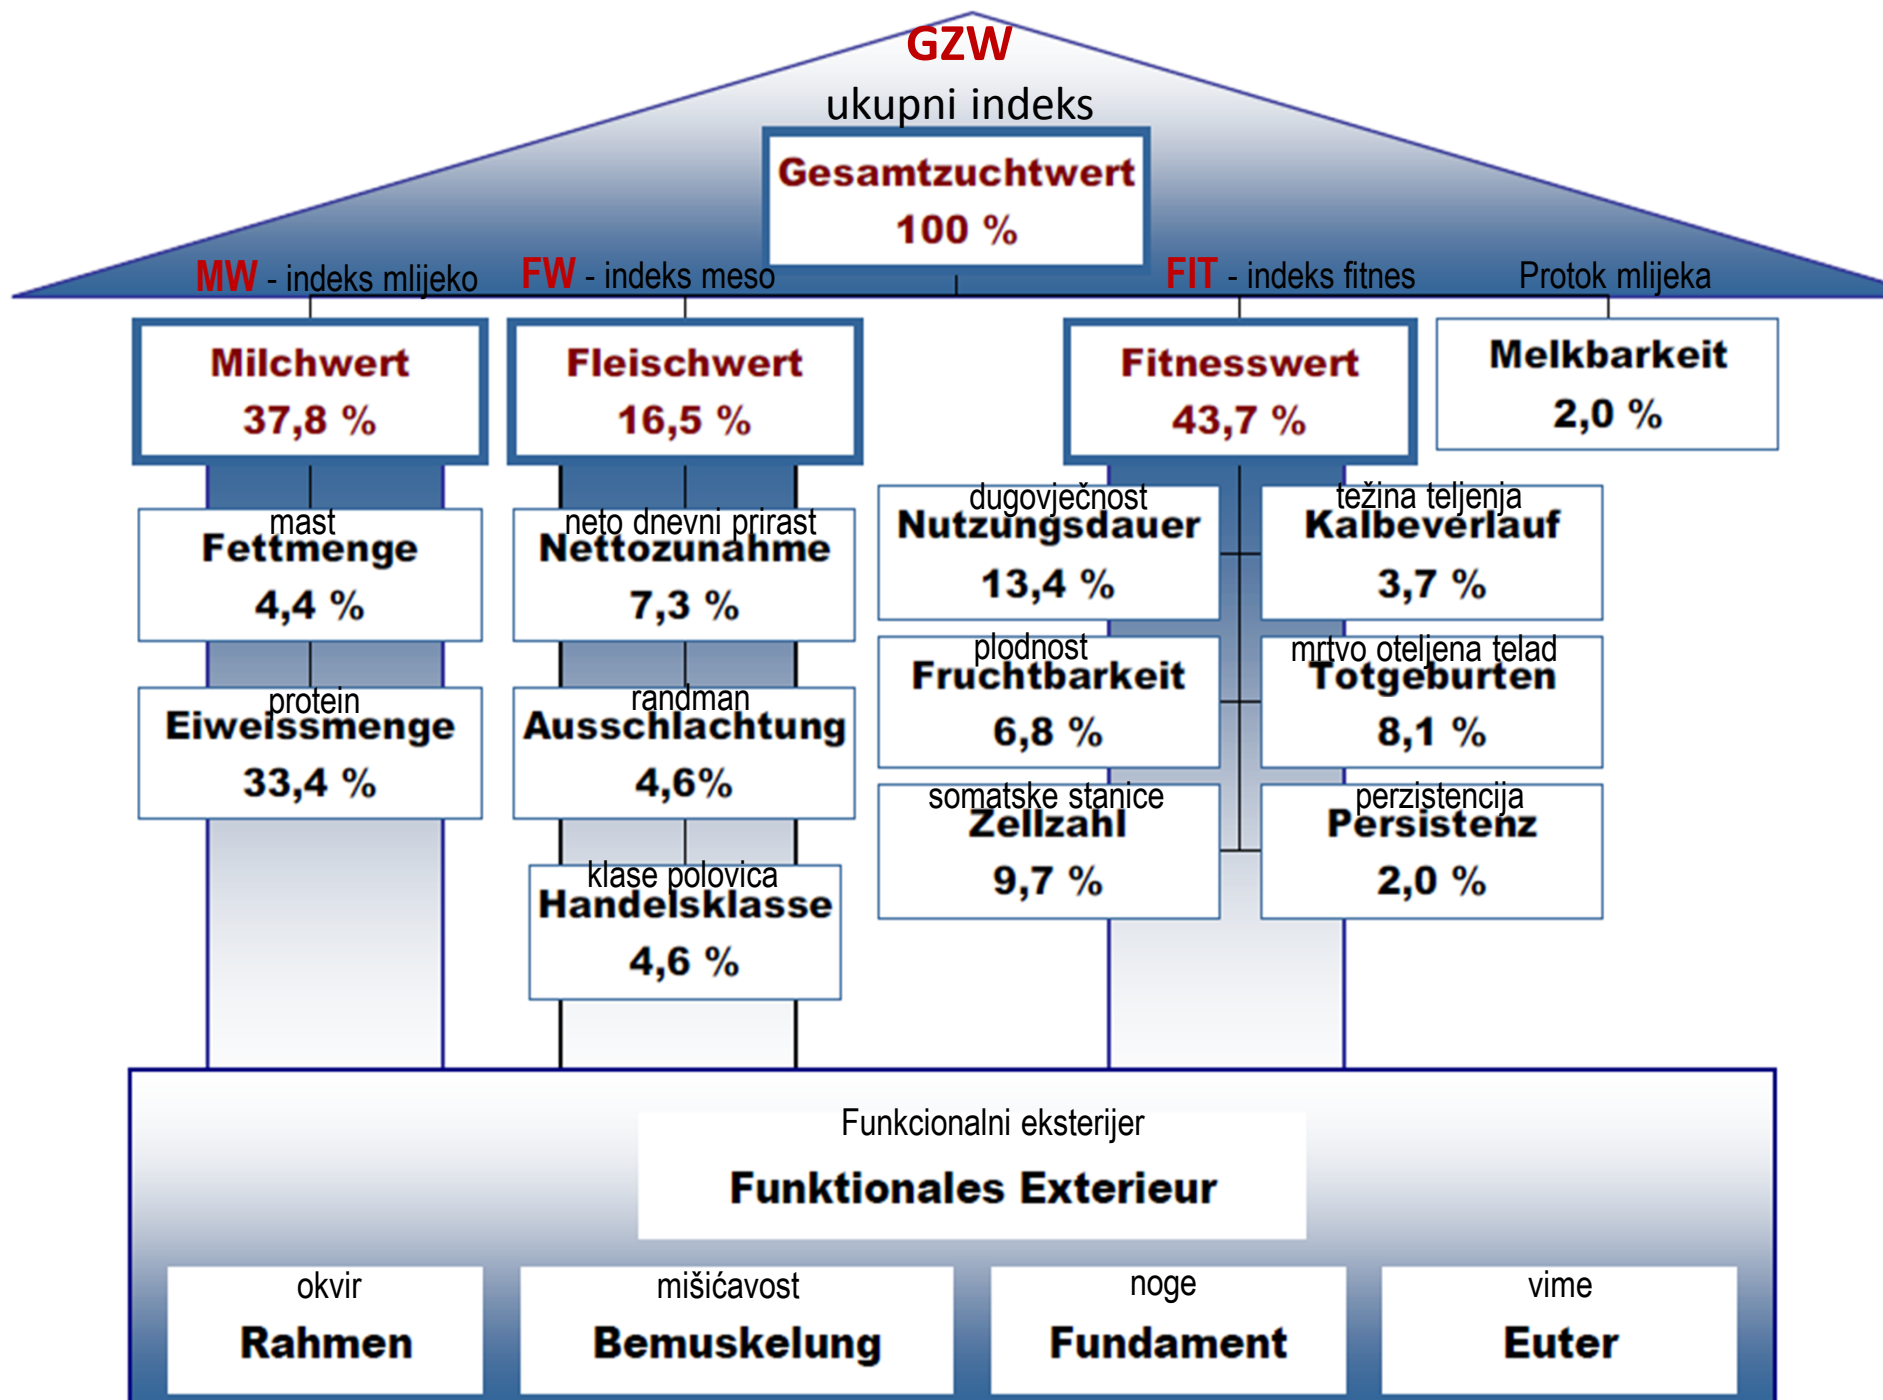 GZW
ukupni indeks
Gesamtzuchtwert
100 %
MW - indeks mlijeko
FW - indeks meso
FIT - indeks fitnes
Protok mlijeka
Milchwert
37,8 %
Fleischwert
16,5 %
Fitnesswert
43,7 %
Melkbarkeit
2,0 %
mast
Fettmenge
4,4 %
protein
Eiweissmenge
33,4 %
neto dnevni prirast
Nettozunahme
7,3 %
randman
Ausschlachtung
4,6%
klase polovica
Handelsklasse
4,6 %
dugovječnost
Nutzungsdauer
13,4 %
plodnost
Fruchtbarkeit
6,8 %
somatske stanice
Zellzahl
9,7 %
težina teljenja
Kalbeverlauf
3,7 %
mrtvo oteljena telad
Totgeburten
8,1 %
perzistencija
Persistenz
2,0 %
Funkcionalni eksterijer
Funktionales Exterieur
okvir
Rahmen
mišićavost
Bemuskelung
noge
Fundament
vime
Euter